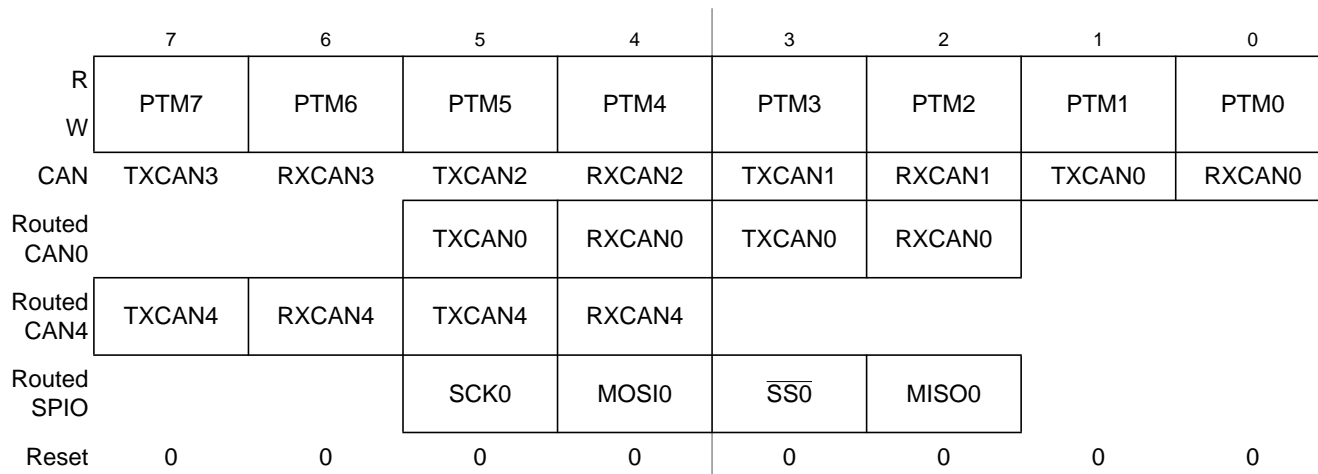 7 6 5 4 3 2 1 0
R
W
PTM7 PTM6 PTM5 PTM4 PTM3 PTM2 PTM1 PTM0
CAN TXCAN3 RXCAN3 TXCAN2 RXCAN2 TXCAN1 RXCAN1 TXCAN0 RXCAN0
Routed
CAN0
TXCAN0 RXCAN0 TXCAN0 RXCAN0
Routed
CAN4
TXCAN4 RXCAN4 TXCAN4 RXCAN4
Routed
SPIO
SCK0 MOSI0 S̅S̅0̅ MISO0
Reset 0 0 0 0 0 0 0 0